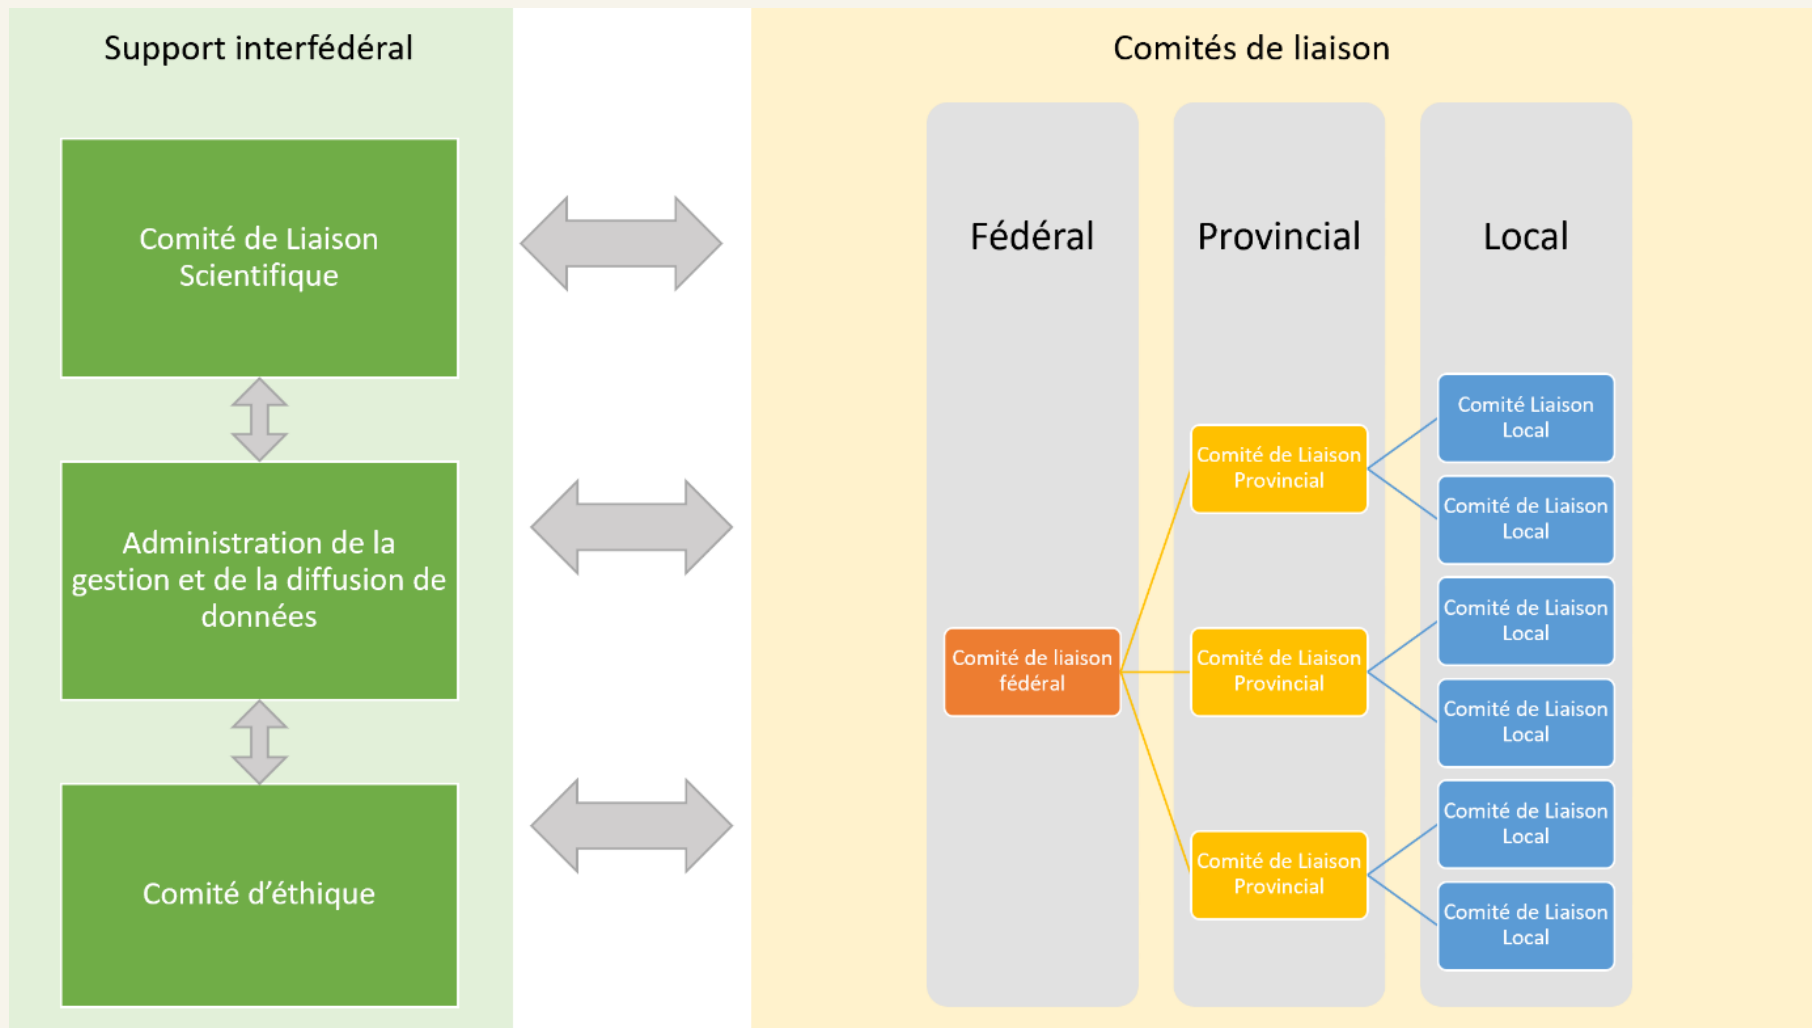 Support interfédéral
Comité de Liaison
Scientifique
Administration de la
gestion et de la diffusion de
données
Comité d’éthique
Comités de liaison
Fédéral
Provincial
Local
Comité de liaison
fédéral
Comité de Liaison
Provincial
Comité de Liaison
Provincial
Comité de Liaison
Provincial
Comité Liaison
Local
Comité de Liaison
Local
Comité de Liaison
Local
Comité de Liaison
Local
Comité de Liaison
Local
Comité de Liaison
Local